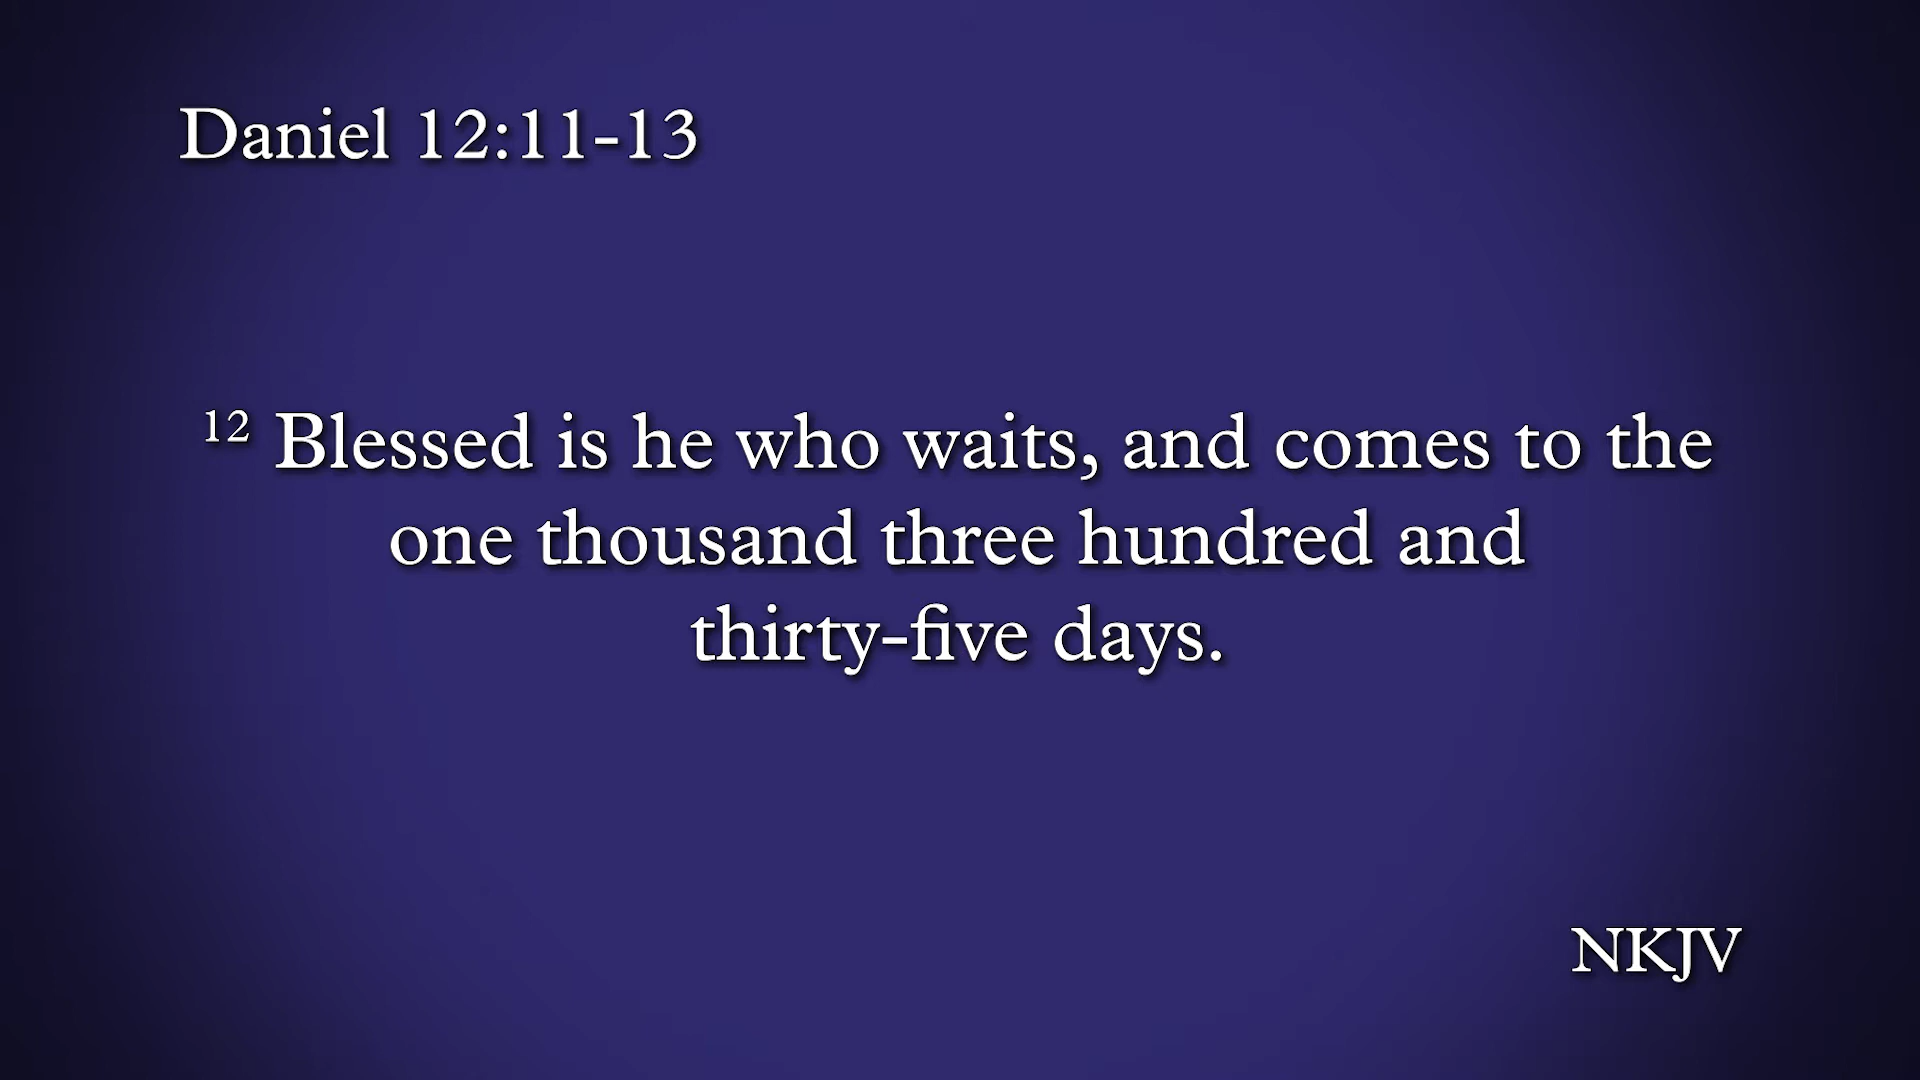 Daniel 12:11-13
12 Blessed is he who waits, and comes to the
one thousand three hundred and
thirty-five days.
NKJV